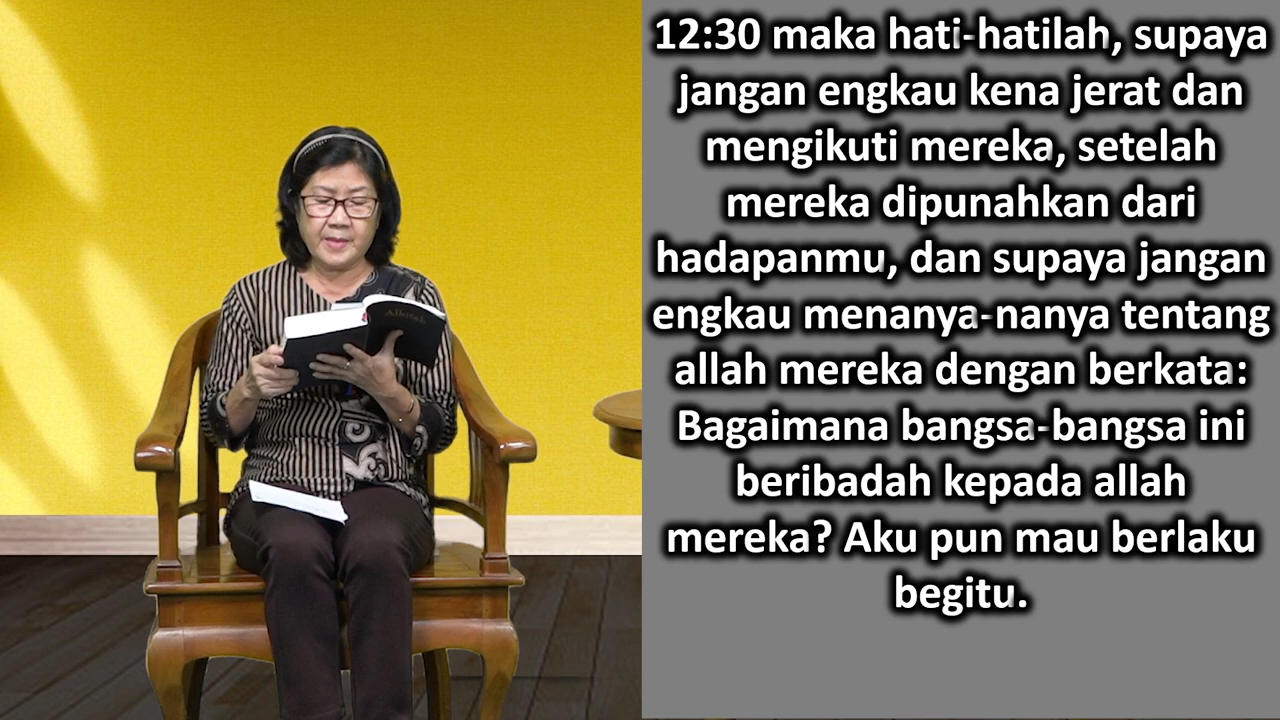 12:30 maka hati-hatilah, supaya
jangan engkau kena jerat dan
mengikuti mereka, setelah
mereka dipunahkan dari
hadapanmu, dan supaya jangan
engkau menanya-nanya tentang
allah mereka dengan berkata:
Bagaimana bangsa-bangsa ini
beribadah kepada allah
mereka? Aku pun mau berlaku
begitu.
Alkitab